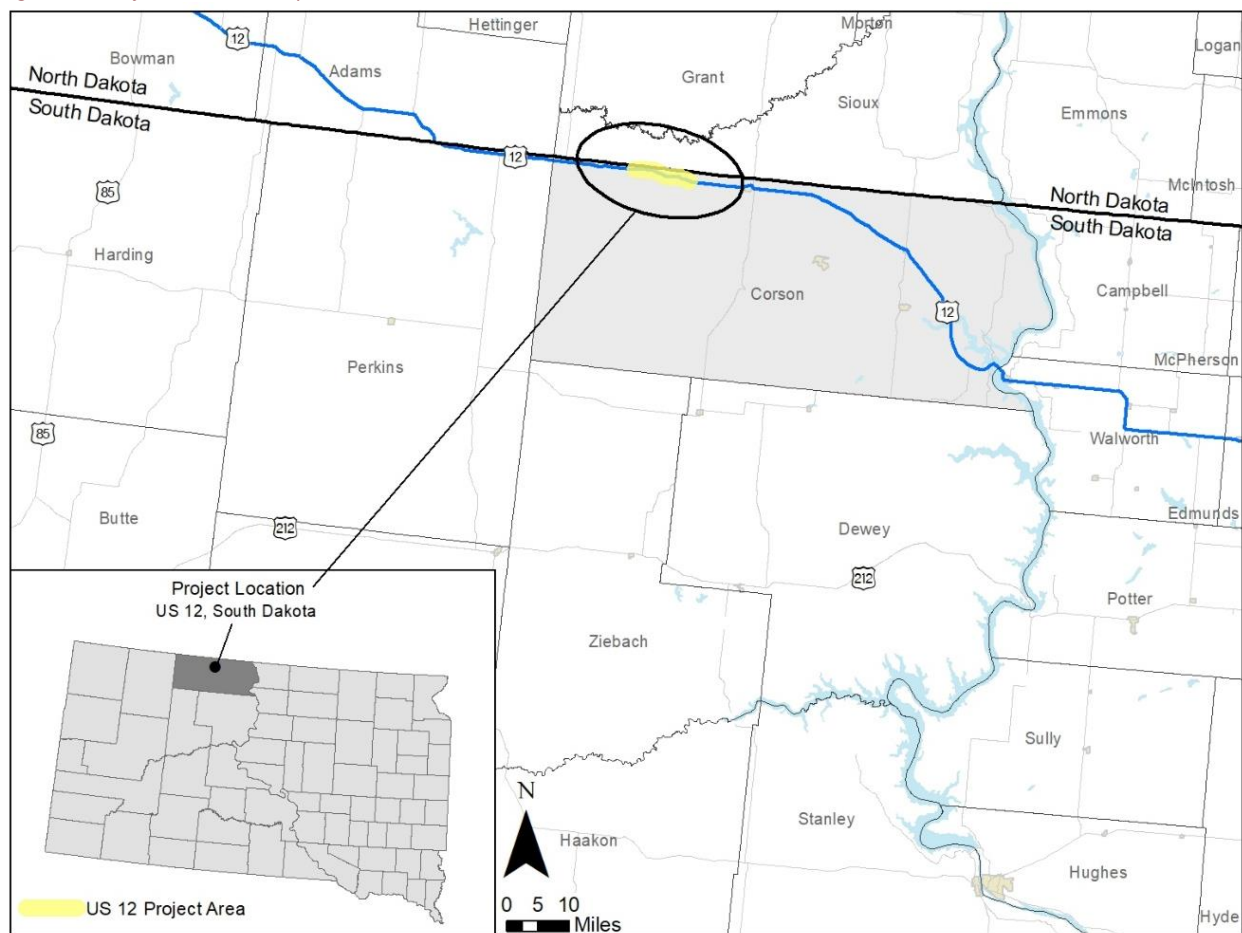 Hettinger
Morton
Logan
12
Bowman
Adams
Grant
Sioux
Emmons
North Dakota
South Dakota
12
85
McIntosh
North Dakota
South Dakota
Harding
Corson
Campbell
12
Perkins
McPherson
85
Walworth
Butte
212
Dewey
Edmunds
212
Potter
Ziebach
Project Location
US 12, South Dakota
Sully
N
Stanley
Haakon
Hughes
0 5 10
Miles
US 12 Project Area
Hyde